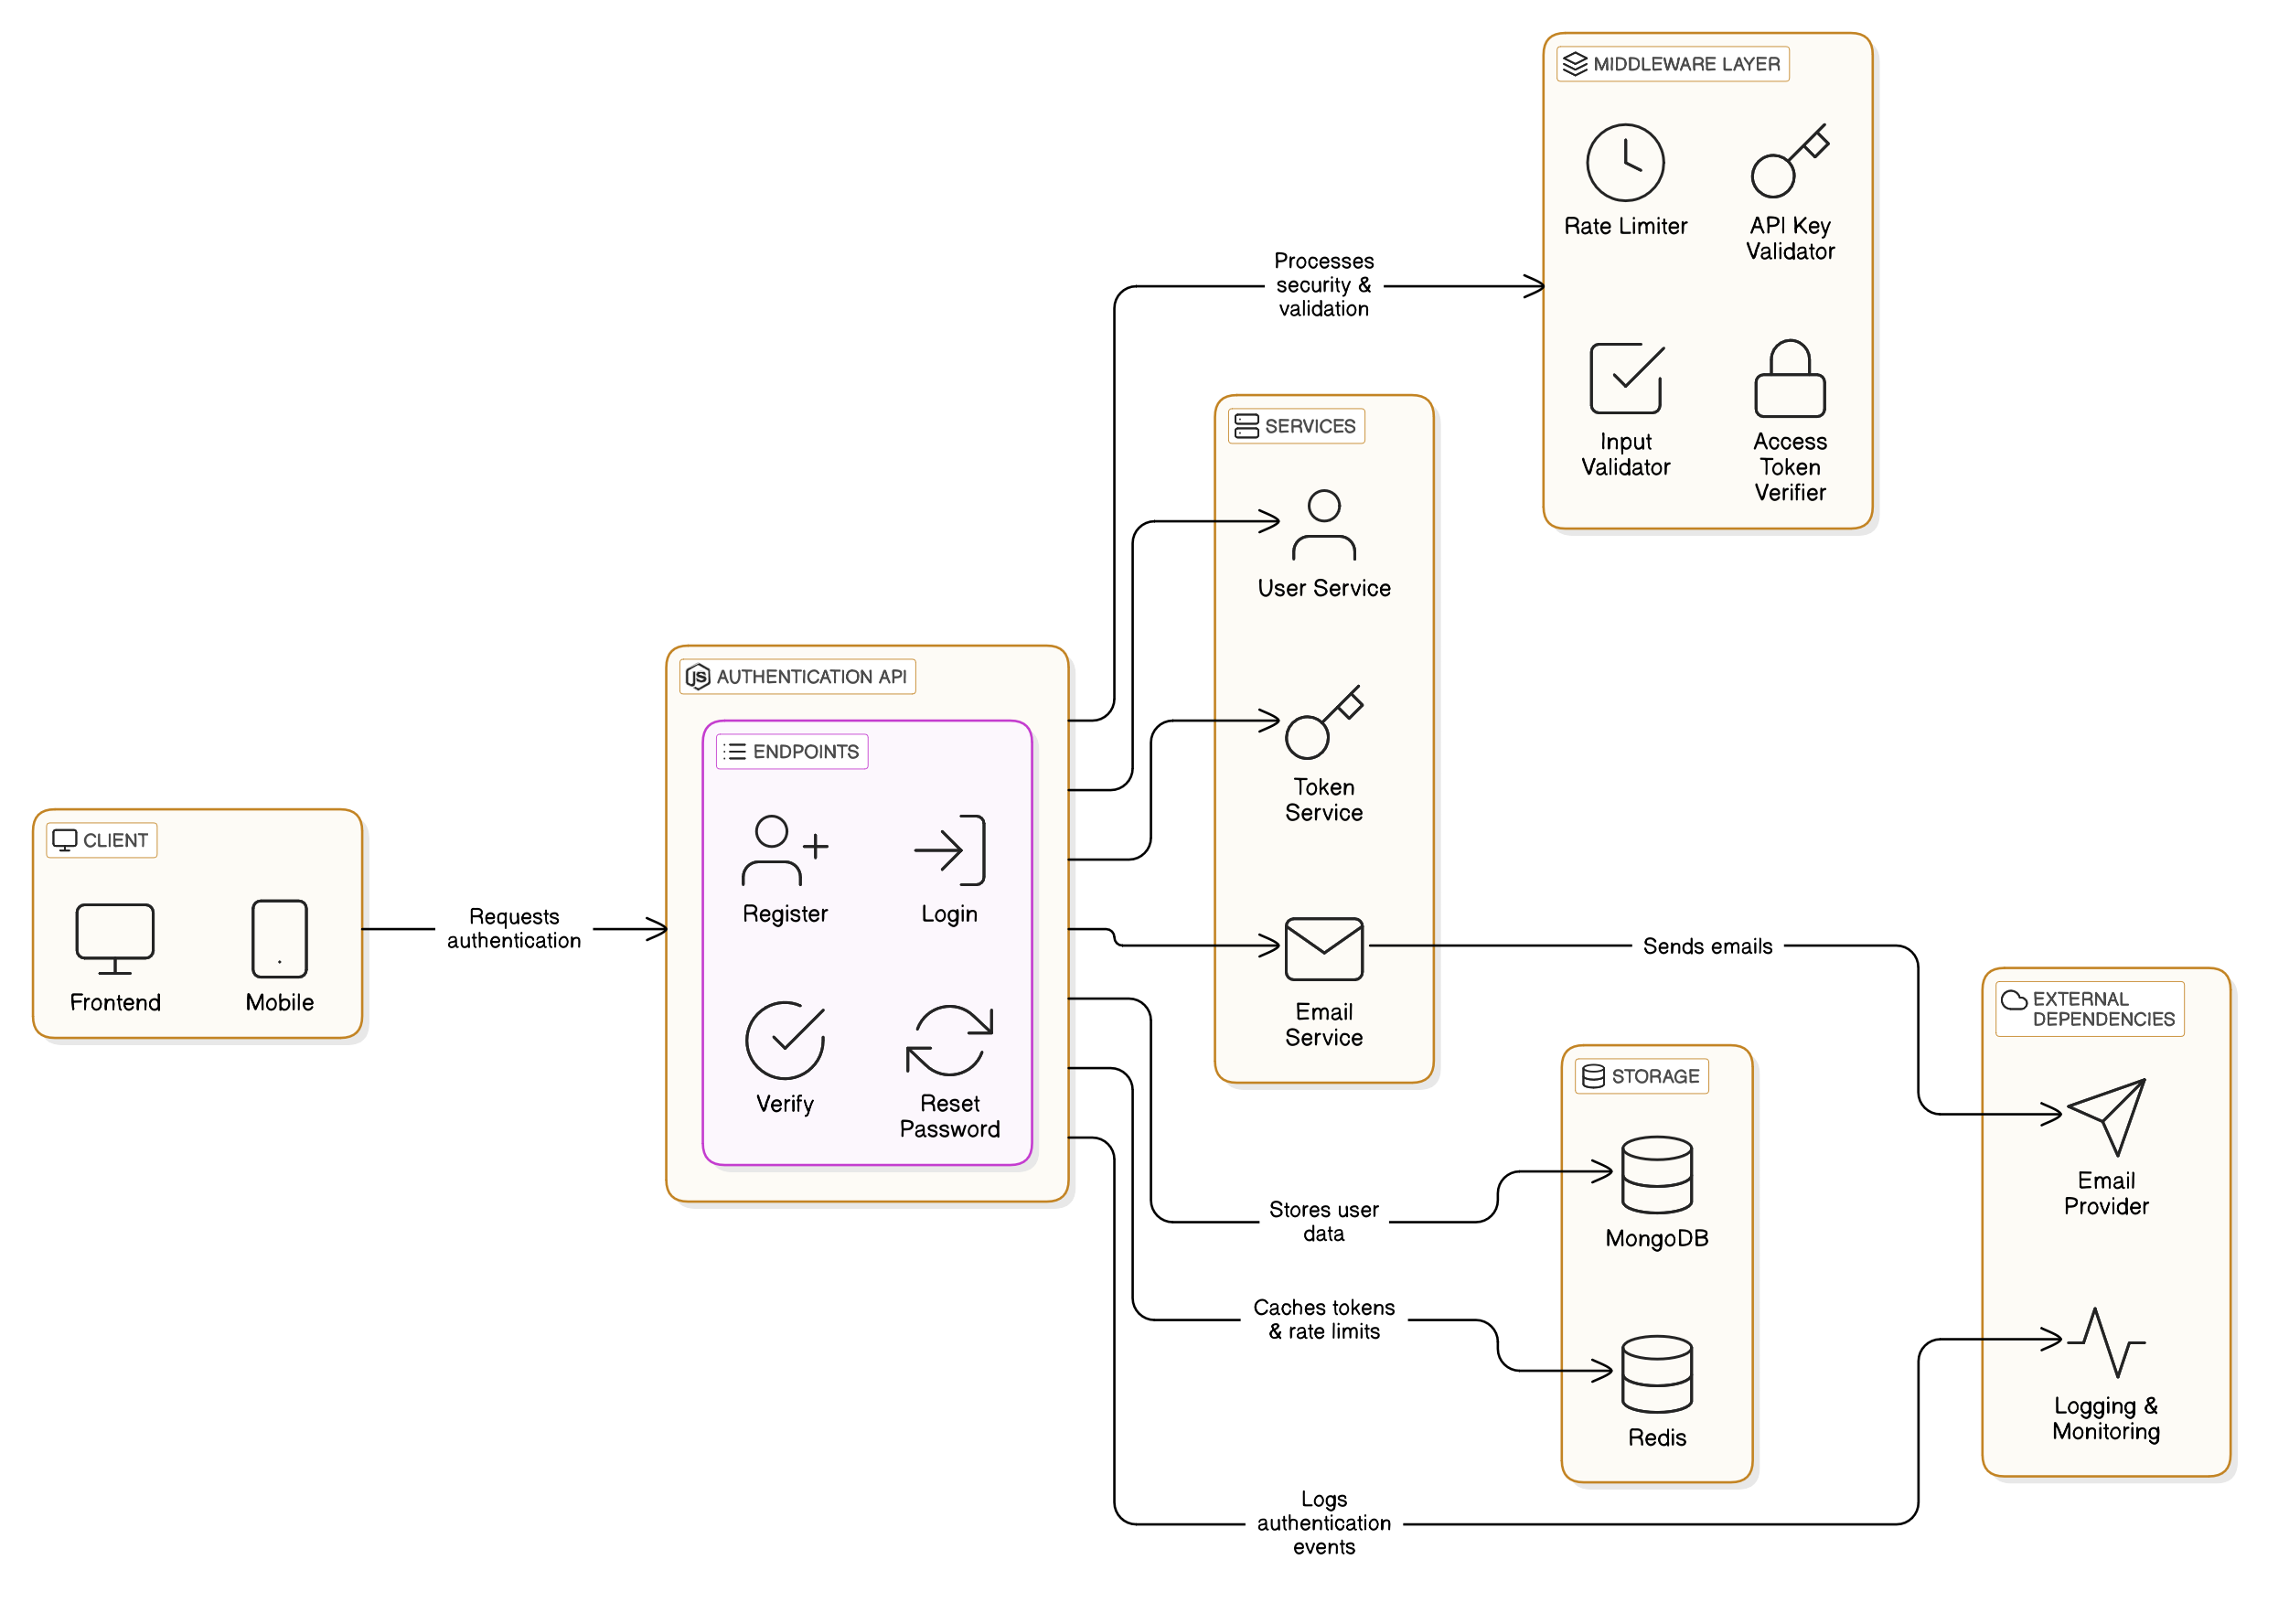 MIDDLEWARE LAYER
Rate Limiter
API Key
Validator
Input
Validator
Access
Token
Verifier
Processes
security &
validation
SERVICES
User Service
Token
Service
Email
Service
JS AUTHENTICATION API
ENDPOINTS
Register
Login
Verify
Reset
Password
CLIENT
Frontend
Mobile
Requests
authentication
Sends emails
EXTERNAL
DEPENDENCIES
Email
Provider
Logging &
Monitoring
STORAGE
MongoDB
Redis
Stores user
data
Caches tokens
& rate limits
Logs
authentication
events